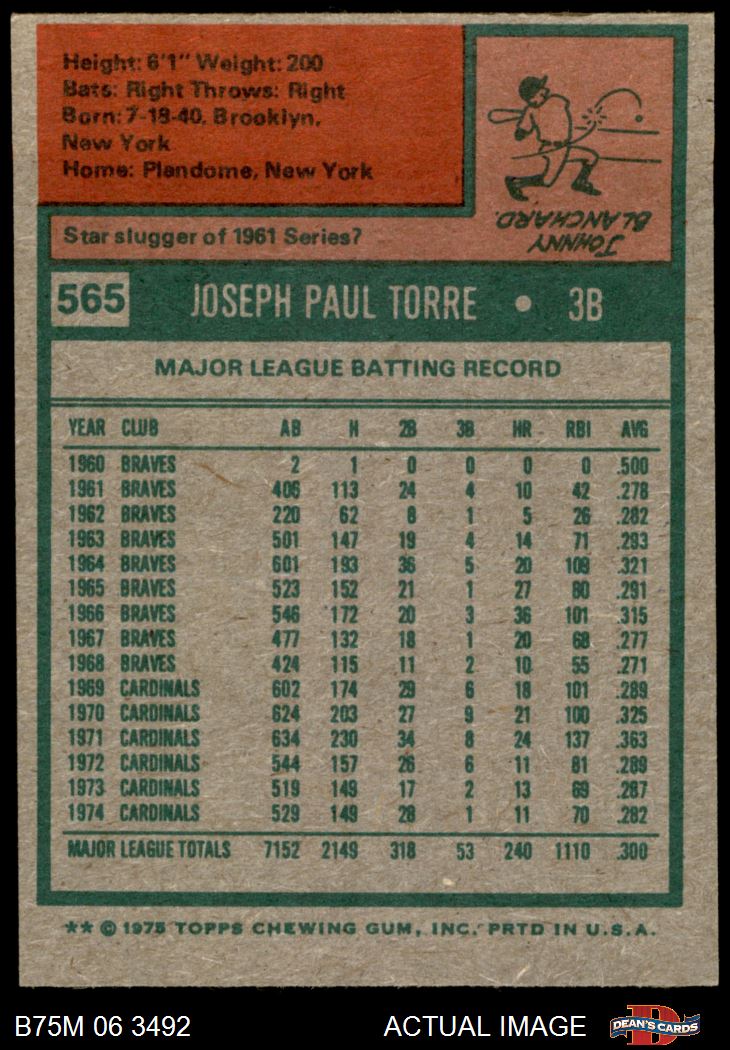 Height: 6'1" Weight: 200
Bats: Right Throws: Right
Born: 7-18-40, Brooklyn,
New York
Home: Plandome, New York
Star slugger of 1961 Series?
JOHNNY
BLANCHARD.
565 JOSEPH PAUL TORRE • 3B
MAJOR LEAGUE BATTING RECORD
YEAR CLUB AB H 2B 3B HR RBI AVG
1960 BRAVES 2 1 0 0 0 0 .500
1961 BRAVES 406 113 24 4 10 42 .278
1962 BRAVES 220 62 8 1 5 26 .282
1963 BRAVES 501 147 19 4 14 71 .293
1964 BRAVES 601 193 36 5 20 109 .321
1965 BRAVES 523 152 21 1 27 80 .291
1966 BRAVES 546 172 20 3 36 101 .315
1967 BRAVES 477 132 18 1 20 68 .277
1968 BRAVES 424 115 11 2 10 55 .271
1969 CARDINALS 602 174 29 6 18 101 .289
1970 CARDINALS 624 203 27 9 21 100 .325
1971 CARDINALS 634 230 34 8 24 137 .363
1972 CARDINALS 544 157 26 6 11 81 .289
1973 CARDINALS 519 149 17 2 13 69 .287
1974 CARDINALS 529 149 28 1 11 70 .282
MAJOR LEAGUE TOTALS 7152 2149 318 53 240 1110 .300
** © 1975 TOPPS CHEWING GUM, INC. PRTD IN U.S.A.
B75M 06 3492 ACTUAL IMAGE DEAN'S CARDS